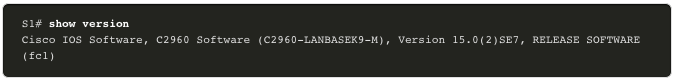 S1# show version
Cisco IOS Software, C2960 Software (C2960-LANBASEK9-M), Version 15.0(2)SE7, RELEASE SOFTWARE
(fc1)